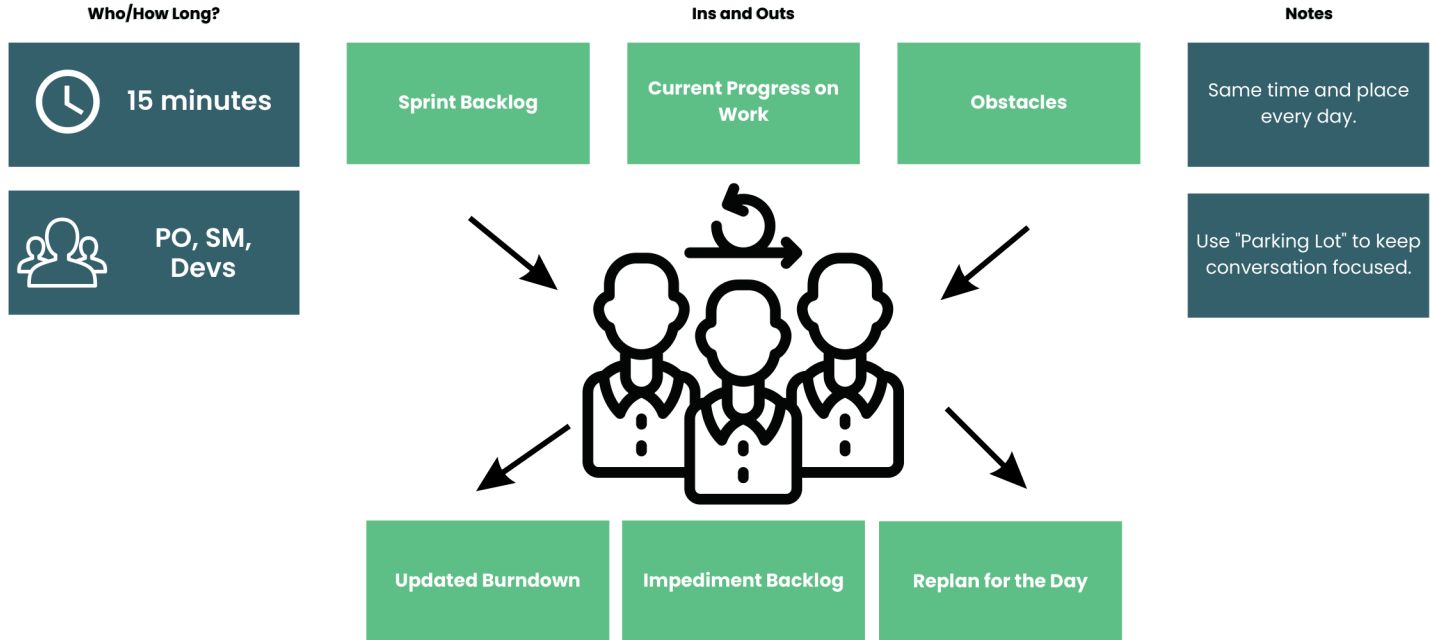 Who/How Long?
Ins and Outs
Notes
15 minutes
PO, SM,
Devs
Sprint Backlog
Current Progress on
Work
Obstacles
Same time and place
every day.
Use "Parking Lot" to keep
conversation focused.
Updated Burndown
Impediment Backlog
Replan for the Day